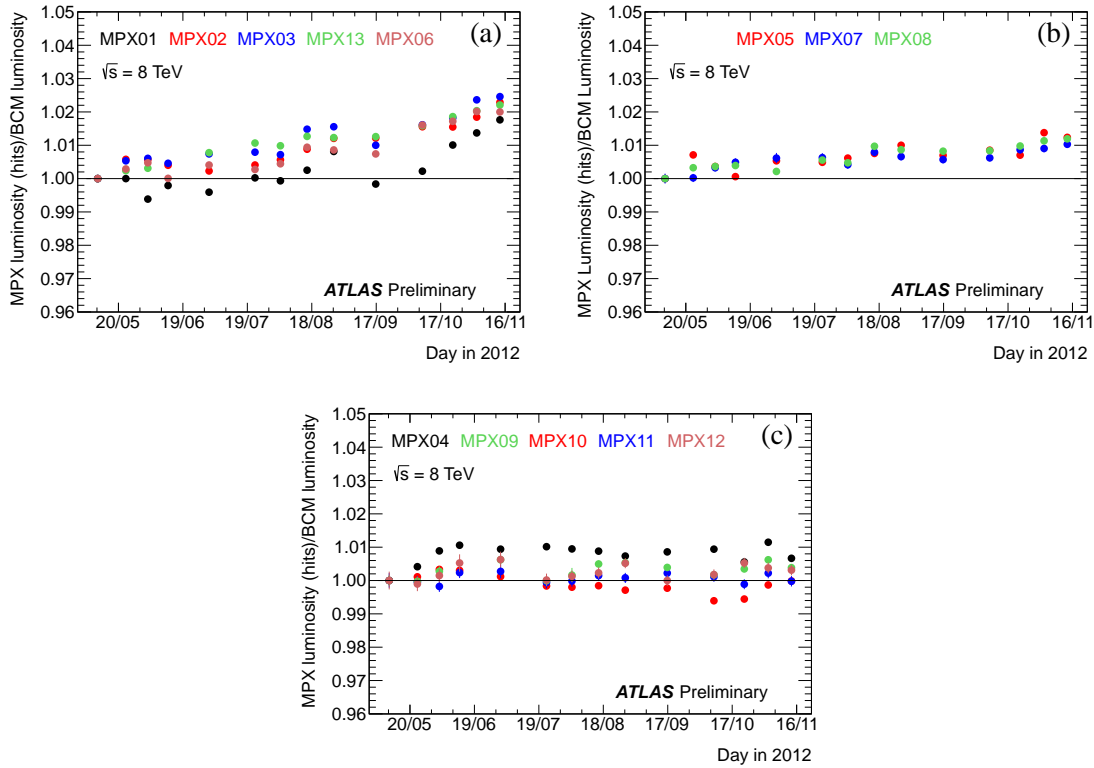 MPX luminosity (hits)/BCM luminosity
1.05
1.04
1.03
1.02
1.01
1.00
0.99
0.98
0.97
0.96
MPX01 MPX02 MPX03 MPX13 MPX06
(a)
√s = 8 TeV
ATLAS Preliminary
20/05 19/06 19/07 18/08 17/09 17/10 16/11
Day in 2012
MPX Luminosity (hits)/BCM Luminosity
1.05
1.04
1.03
1.02
1.01
1.00
0.99
0.98
0.97
0.96
MPX05 MPX07 MPX08
(b)
√s = 8 TeV
ATLAS Preliminary
20/05 19/06 19/07 18/08 17/09 17/10 16/11
Day in 2012
MPX luminosity (hits)/BCM luminosity
1.05
1.04
1.03
1.02
1.01
1.00
0.99
0.98
0.97
0.96
MPX04 MPX09 MPX10 MPX11 MPX12
(c)
√s = 8 TeV
ATLAS Preliminary
20/05 19/06 19/07 18/08 17/09 17/10 16/11
Day in 2012